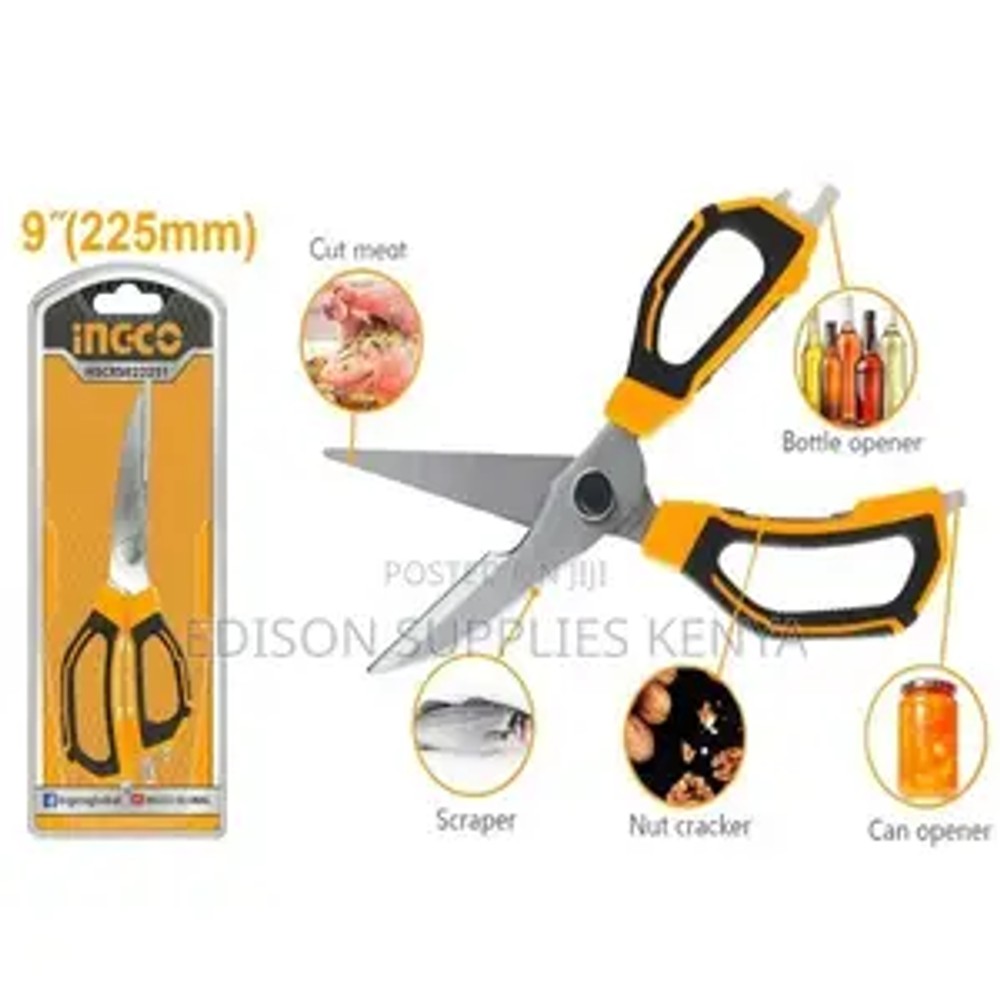 9"(225mm)
Cut meat
INGCO
Bottle opener
POSTED ON JIJI
EDISON SUPPLIES KENYA
Scraper
Nut cracker
Can opener